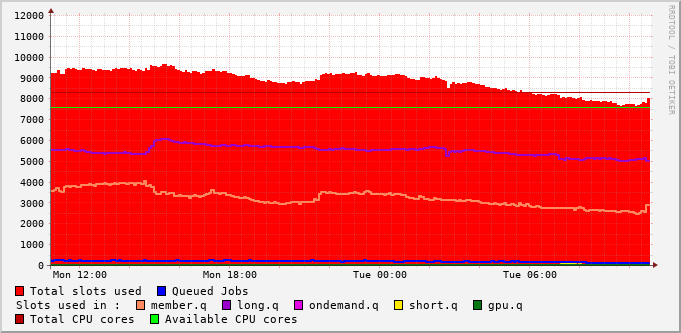 12000
11000
10000
9000
8000
7000
6000
5000
4000
3000
2000
1000
0
Mon 12:00 Mon 18:00 Tue 00:00 Tue 06:00
RRDTOOL / TOBI OETIKER
Total slots used Queued Jobs
Slots used in : member.q long.q ondemand.q short.q gpu.q
Total CPU cores Available CPU cores